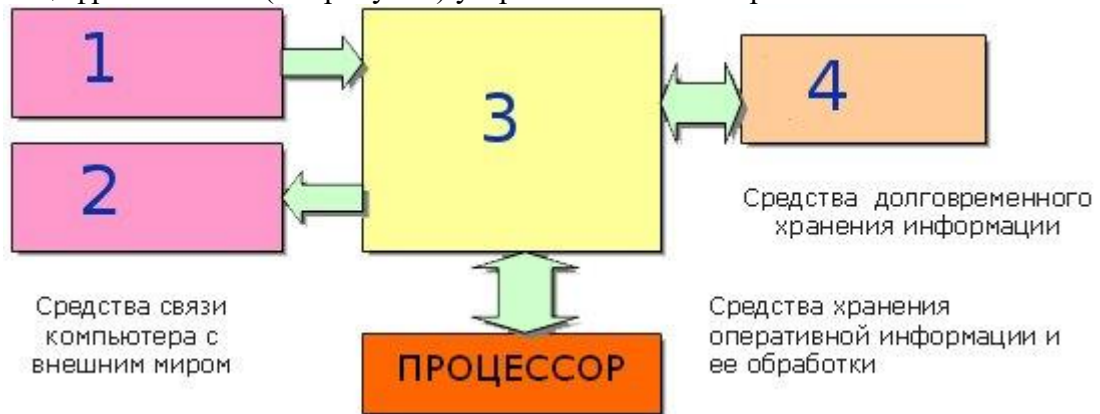 1
3
4
2
Средства долговременного
хранения информации
Средства связи
компьютера с
внешним миром
Средства хранения
оперативной информации и
ее обработки
ПРОЦЕССОР